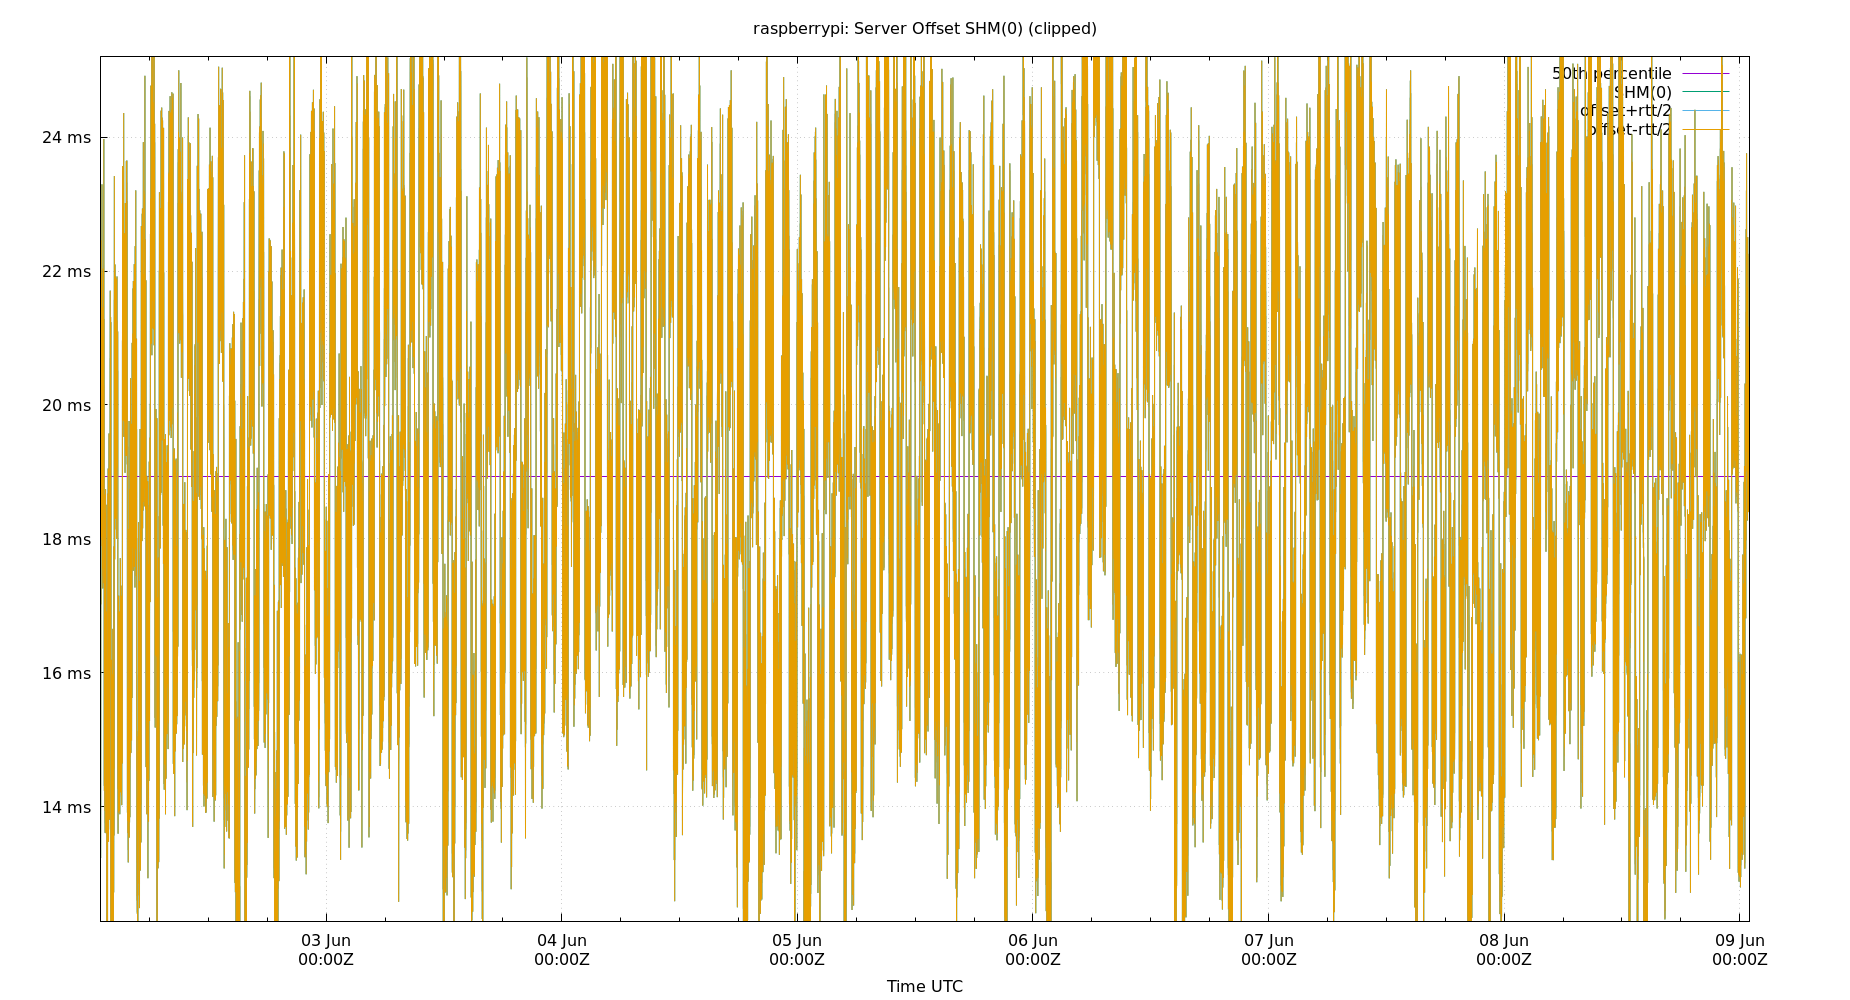 raspberrypi: Server Offset SHM(0) (clipped)
50th percentile
SHM(0)
offset+rtt/2
offset-rtt/2
24 ms
22 ms
20 ms
18 ms
16 ms
14 ms
03 Jun 04 Jun 05 Jun 06 Jun 07 Jun 08 Jun 09 Jun
00:00Z 00:00Z 00:00Z 00:00Z 00:00Z 00:00Z 00:00Z
Time UTC